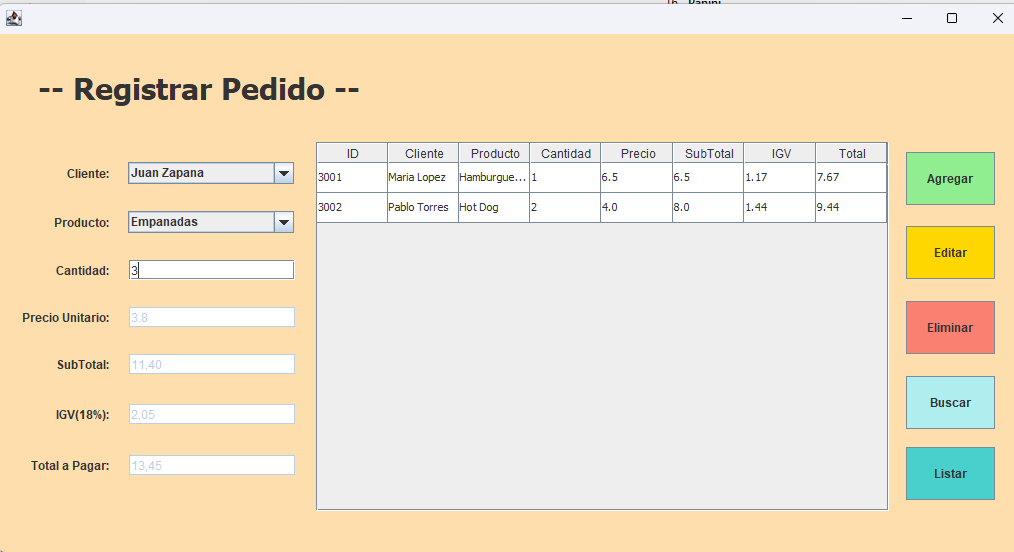 -- Registrar Pedido --
Cliente: Juan Zapana
Producto: Empanadas
Cantidad: 3
Precio Unitario: 3.8
SubTotal: 11,40
IGV(18%): 2,05
Total a Pagar: 13,45
ID Cliente Producto Cantidad Precio SubTotal IGV Total
3001 Maria Lopez Hamburgue... 1 6.5 6.5 1.17 7.67
3002 Pablo Torres Hot Dog 2 4.0 8.0 1.44 9.44
Agregar
Editar
Eliminar
Buscar
Listar